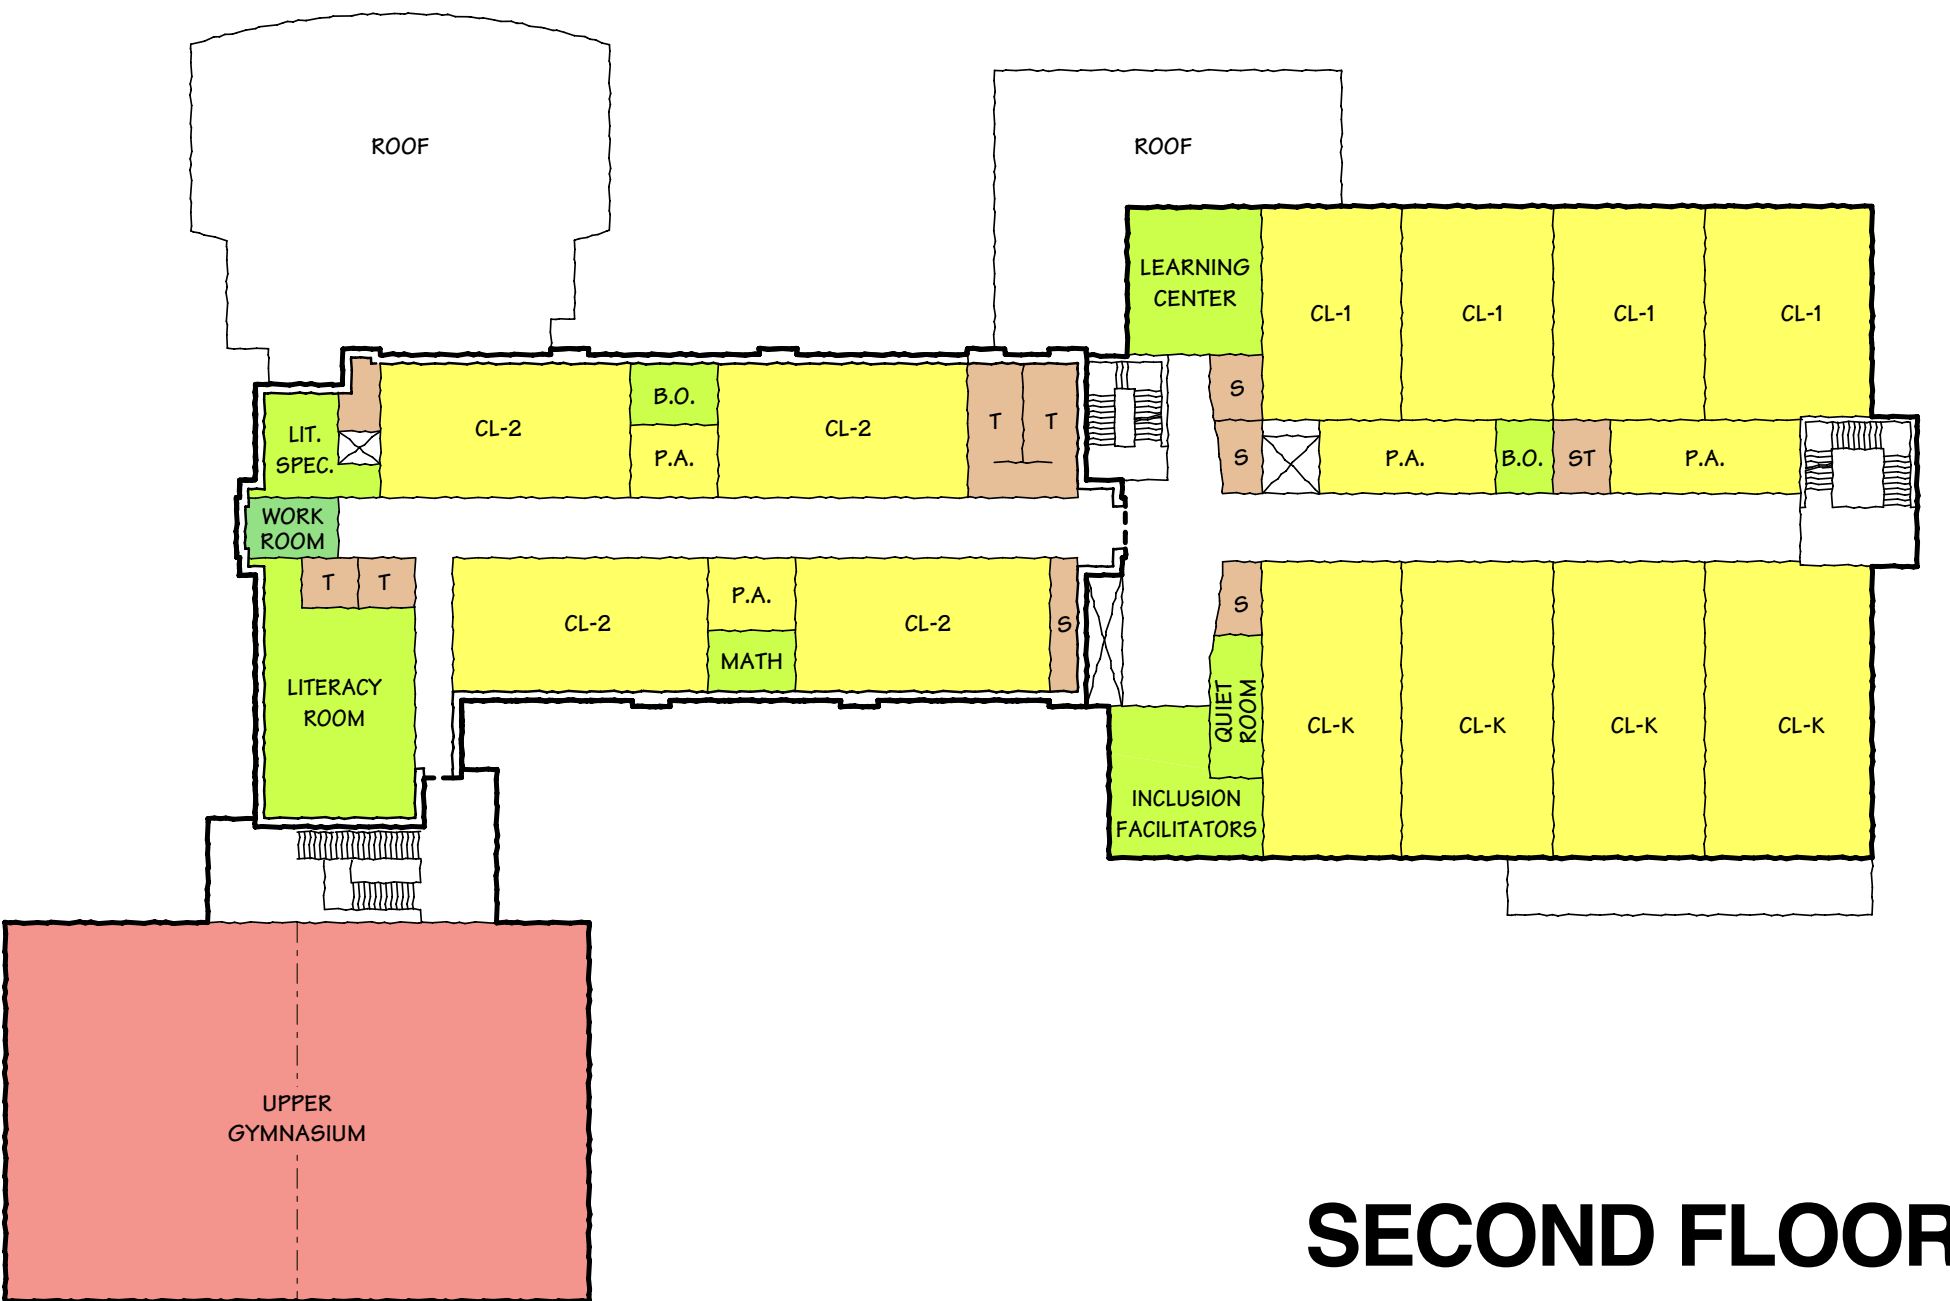 ROOF
ROOF
LEARNING
CENTER
CL-1
CL-1
CL-1
CL-1
S
B.O.
CL-2
CL-2
T
T
LIT.
SPEC.
P.A.
S
P.A.
B.O.
ST
P.A.
WORK
ROOM
T
T
P.A.
S
CL-2
CL-2
S
MATH
LITERACY
ROOM
QUIET
ROOM
CL-K
CL-K
CL-K
CL-K
INCLUSION
FACILITATORS
UPPER
GYMNASIUM
SECOND FLOOR